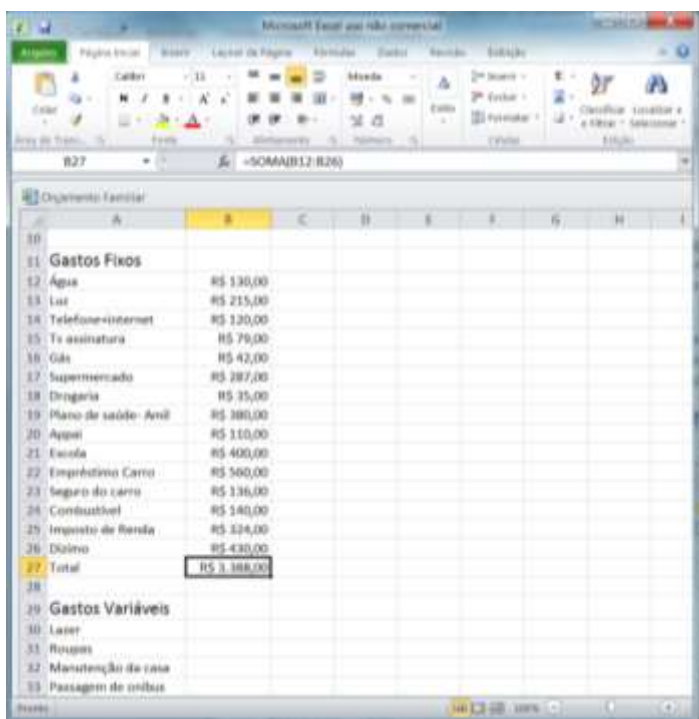 Microsoft Excel uso não comercial
Arquivo Página Inicial Inserir Layout da Página Fórmulas Dados Revisão Exibição
Calibri 11 Moeda Inserir
N I S A A Excluir
Colar Estilo Formatar Classificar e Filtrar Localizar e Selecionar
Fonte Alinhamento Número Células Edição
B27 fx =SOMA(B12:B26)
Orçamento Familiar
A B C D E F G H I
10
11 Gastos Fixos
12 Água R$ 130,00
13 Luz R$ 215,00
14 Telefone+internet R$ 120,00
15 Tv assinatura R$ 79,00
16 Gás R$ 42,00
17 Supermercado R$ 287,00
18 Drogaria R$ 35,00
19 Plano de saúde- Amil R$ 380,00
20 Appai R$ 110,00
21 Escola R$ 400,00
22 Empréstimo Carro R$ 560,00
23 Seguro do carro R$ 136,00
24 Combustível R$ 140,00
25 Imposto de Renda R$ 324,00
26 Dízimo R$ 430,00
27 Total R$ 3.388,00
28
29 Gastos Variáveis
30 Lazer
31 Roupas
32 Manutenção da casa
33 Passagem de onibus
Pronto 100%